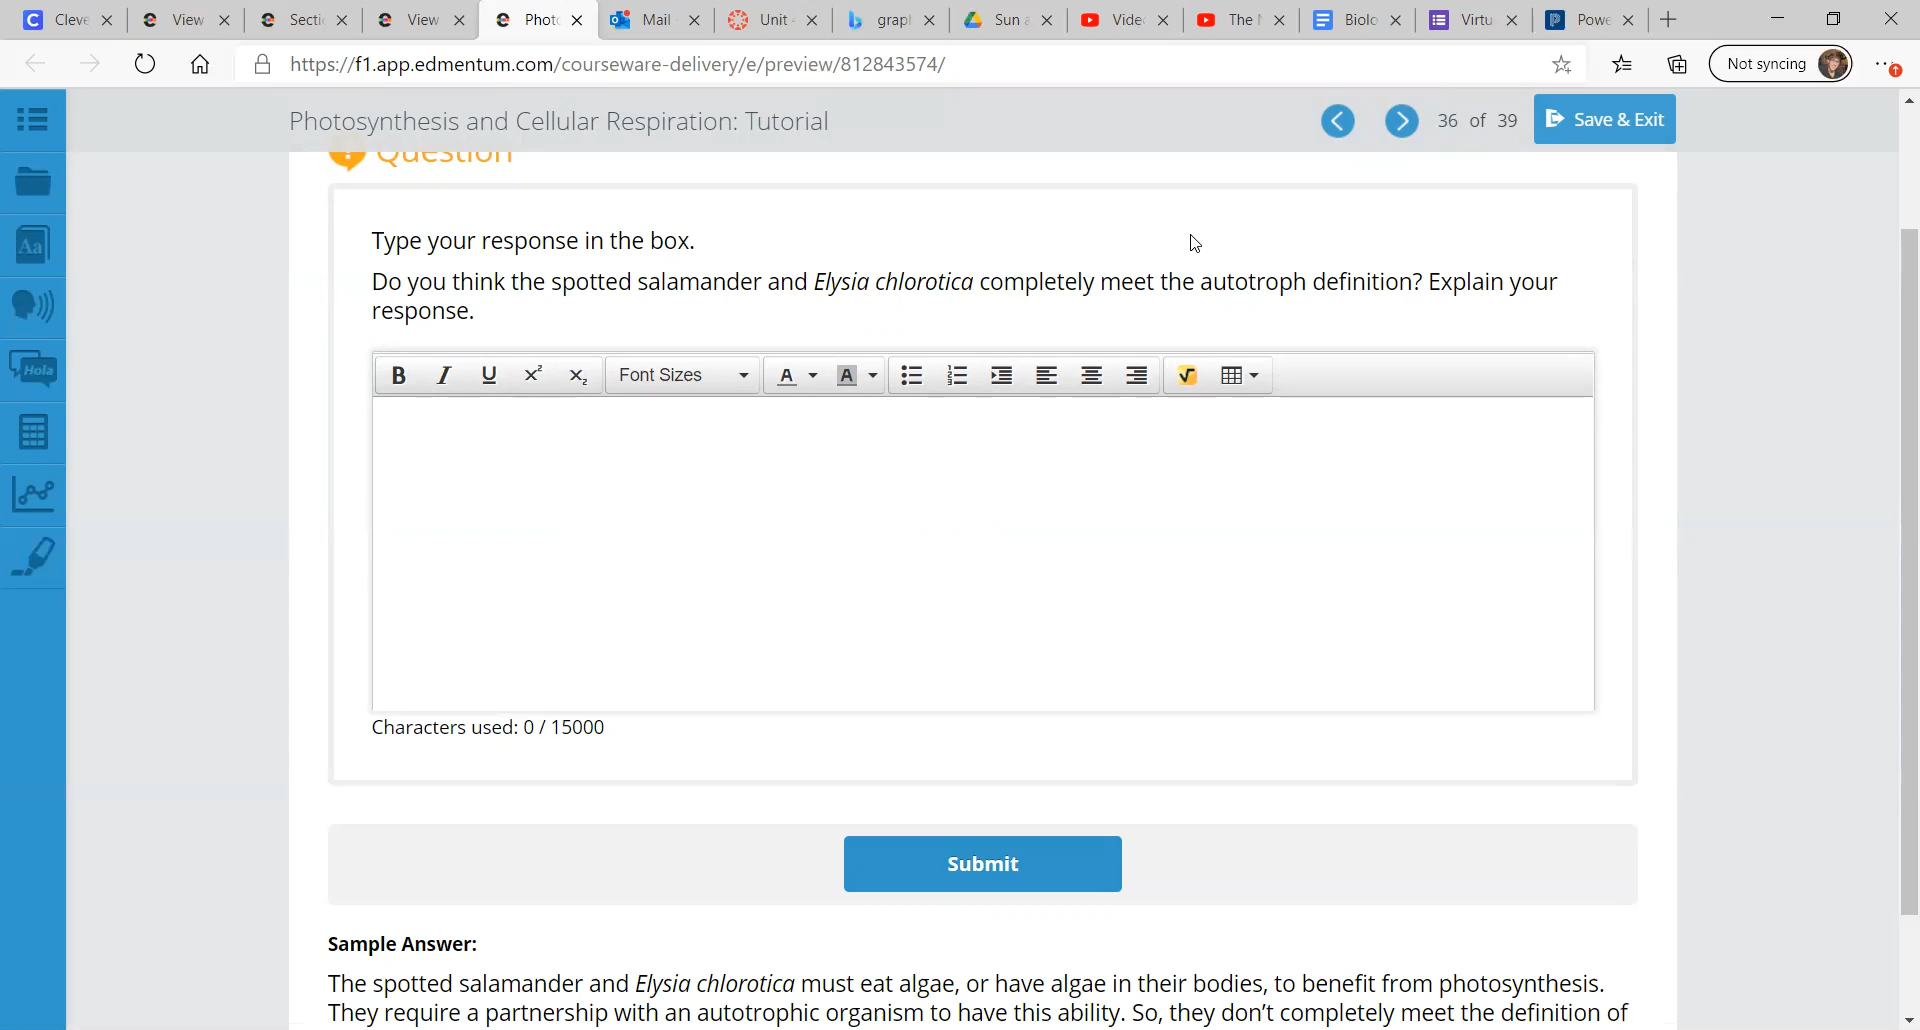 Cleve
View
Secti
View
Photo
Mail
Unit
grap
Sun a
Vide
The
Biolo
Virtu
Powe
https://f1.app.edmentum.com/courseware-delivery/e/preview/812843574/
Not syncing
Photosynthesis and Cellular Respiration: Tutorial
36 of 39
Save & Exit
Question
Type your response in the box.
Do you think the spotted salamander and Elysia chlorotica completely meet the autotroph definition? Explain your
response.
B I U X² X₂ Font Sizes A A
Aa
Hola
Characters used: 0 / 15000
Submit
Sample Answer:
The spotted salamander and Elysia chlorotica must eat algae, or have algae in their bodies, to benefit from photosynthesis.
They require a partnership with an autotrophic organism to have this ability. So, they don’t completely meet the definition of